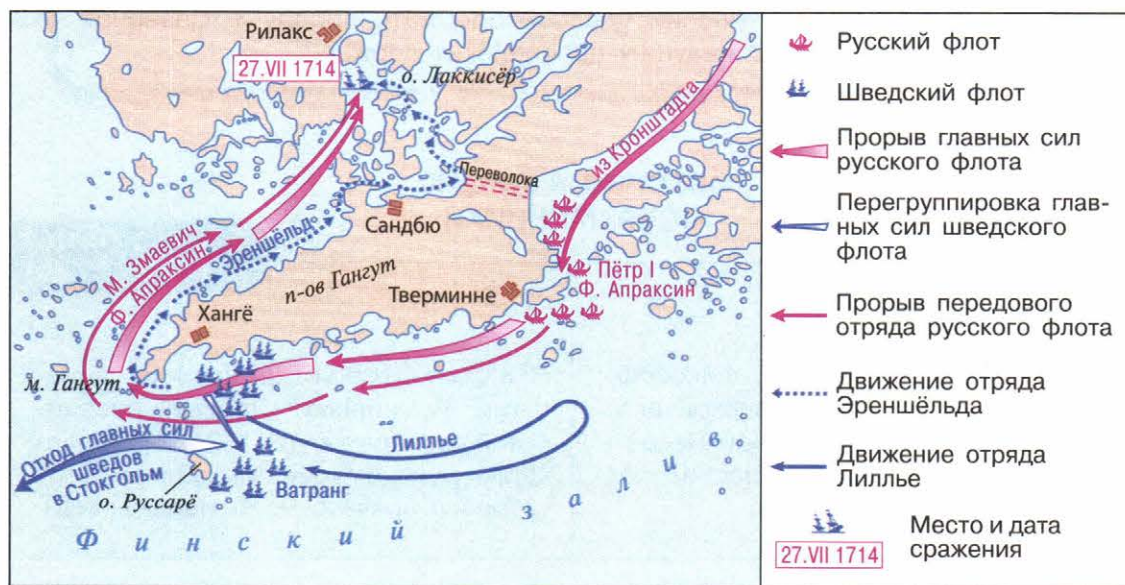 Рилакс
27.VII 1714
о. Лаккисёр
из Кронштадта
Переволока
Сандбю
М. Змаевич
Ф. Апраксин
Эреншёльд
п-ов Гангут
Пётр I
Ф. Апраксин
Тверминне
Хангё
м. Гангут
Отход главных сил
шведов
в Стокгольм
о. Руссарё
Лиллье
Ватранг
Финский залив
Русский флот
Шведский флот
Прорыв главных сил
русского флота
Перегруппировка глав-
ных сил шведского
флота
Прорыв передового
отряда русского флота
Движение отряда
Эреншёльда
Движение отряда
Лиллье
Место и дата
27.VII 1714
сражения